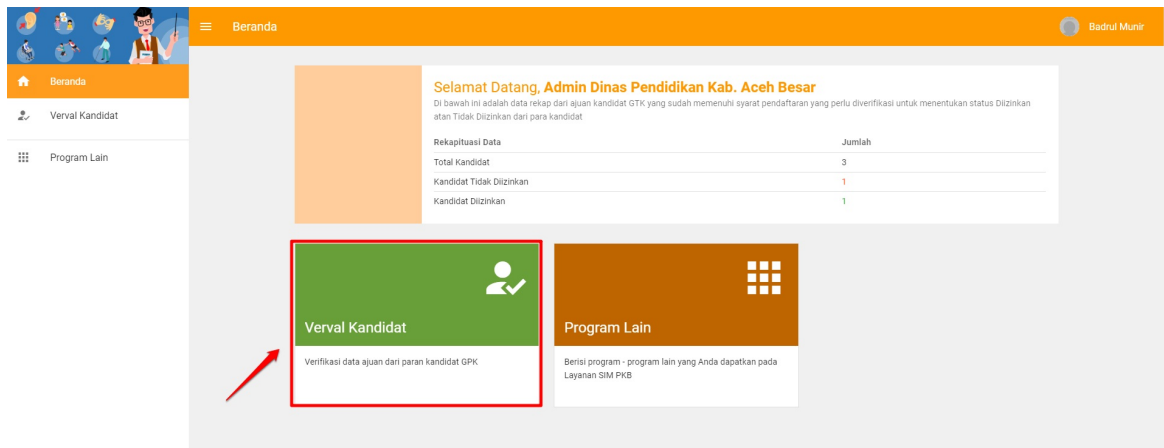 Beranda
Badrul Munir
Beranda
Verval Kandidat
Program Lain
Selamat Datang, Admin Dinas Pendidikan Kab. Aceh Besar
Di bawah ini adalah data rekap dari ajuan kandidat GTK yang sudah memenuhi syarat pendaftaran yang perlu diverifikasi untuk menentukan status Diizinkan
atan Tidak Diizinkan dari para kandidat
Rekapituasi Data Jumlah
Total Kandidat 3
Kandidat Tidak Diizinkan 1
Kandidat Diizinkan 1
Verval Kandidat
Verifikasi data ajuan dari paran kandidat GPK
Program Lain
Berisi program - program lain yang Anda dapatkan pada
Layanan SIM PKB